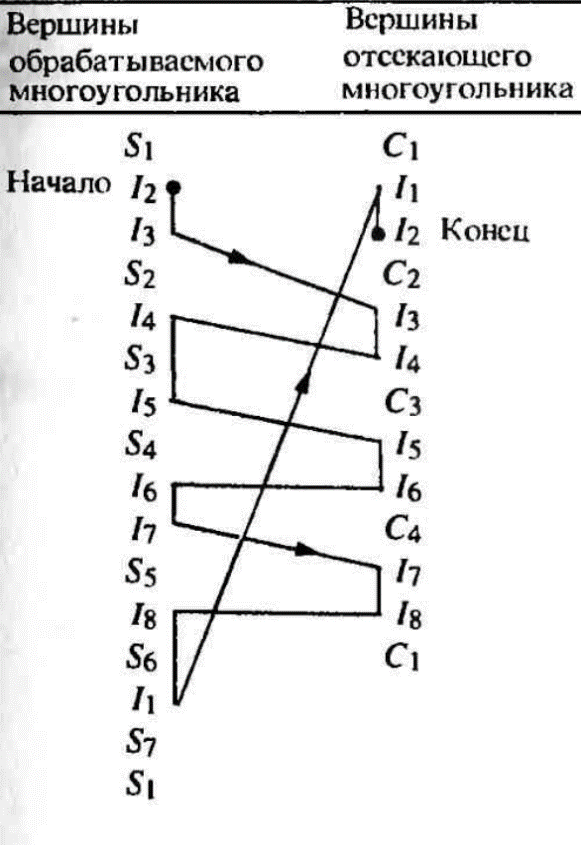 Вершины
обрабатываемого
многоугольника
Вершины
отсекающего
многоугольника
S1 C1
Начало I2 I1
I3 I2 Конец
S2 C2
I4 I3
S3 I4
I5 C3
S4 I5
I6 I6
I7 C4
S5 I7
I8 I8
S6 C1
I1
S7
S1